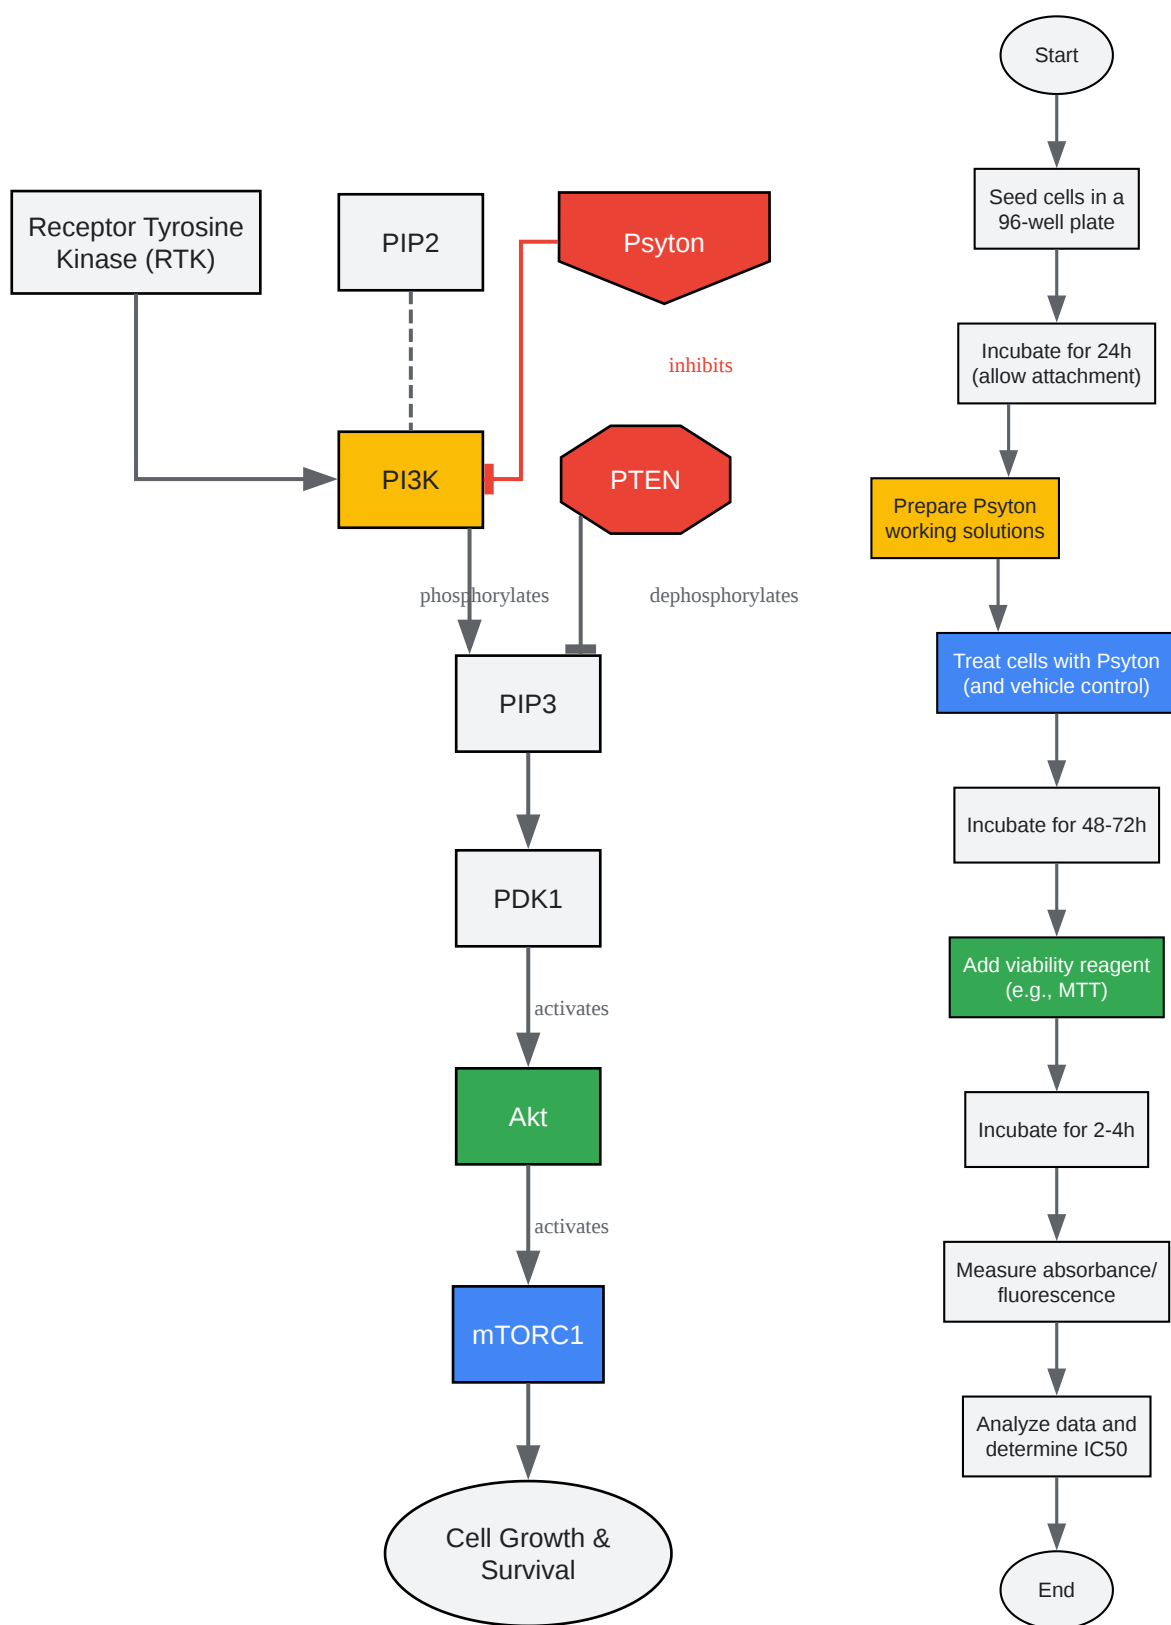 Receptor Tyrosine
Kinase (RTK)
PIP2
Psyton
inhibits
PI3K
PTEN
phosphorylates
dephosphorylates
PIP3
PDK1
activates
Akt
activates
mTORC1
Cell Growth &
Survival
Start
Seed cells in a
96-well plate
Incubate for 24h
(allow attachment)
Prepare Psyton
working solutions
Treat cells with Psyton
(and vehicle control)
Incubate for 48-72h
Add viability reagent
(e.g., MTT)
Incubate for 2-4h
Measure absorbance/
fluorescence
Analyze data and
determine IC50
End